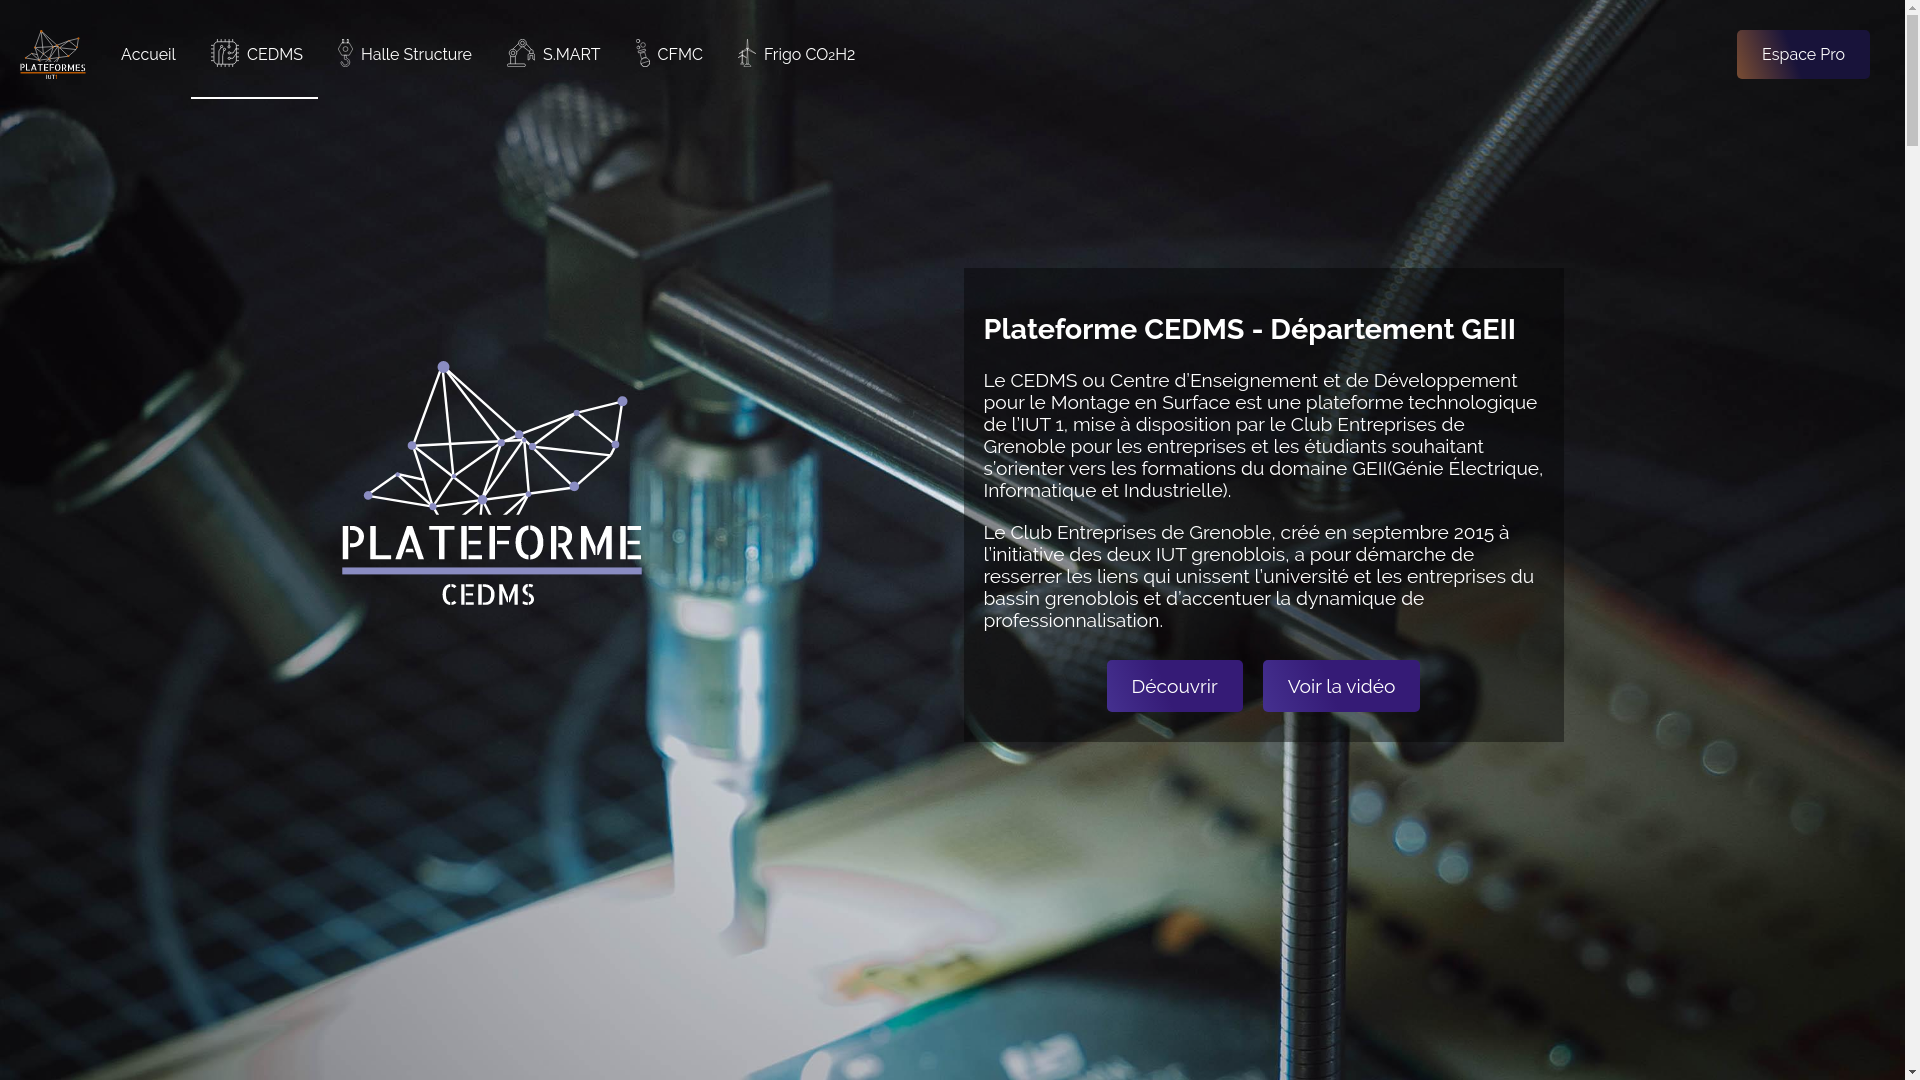 PLATEFORMES
IUT1
Accueil
CEDMS
Halle Structure
S.MART
CFMC
Frigo CO2H2
Espace Pro
PLATEFORME
CEDMS
Plateforme CEDMS - Département GEII
Le CEDMS ou Centre d’Enseignement et de Développement
pour le Montage en Surface est une plateforme technologique
de l’IUT 1, mise à disposition par le Club Entreprises de
Grenoble pour les entreprises et les étudiants souhaitant
s’orienter vers les formations du domaine GEII(Génie Électrique,
Informatique et Industrielle).
Le Club Entreprises de Grenoble, créé en septembre 2015 à
l’initiative des deux IUT grenoblois, a pour démarche de
resserrer les liens qui unissent l’université et les entreprises du
bassin grenoblois et d’accentuer la dynamique de
professionnalisation.
Découvrir
Voir la vidéo